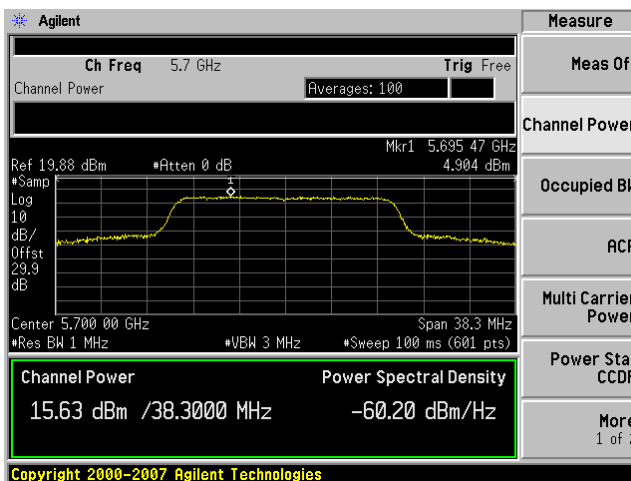 Agilent
Measure
Ch Freq 5.7 GHz Trig Free
Channel Power Averages: 100
Mkr1 5.695 47 GHz
Ref 19.88 dBm #Atten 0 dB 4.904 dBm
#Samp
Log
10
dB/
Offst
29.9
dB
1
Center 5.700 00 GHz Span 38.3 MHz
#Res BW 1 MHz #VBW 3 MHz #Sweep 100 ms (601 pts)
Channel Power Power Spectral Density
15.63 dBm /38.3000 MHz -60.20 dBm/Hz
Copyright 2000-2007 Agilent Technologies
Meas Of
Channel Power
Occupied BW
ACP
Multi Carrier
Power
Power Sta
CCDF
More
1 of